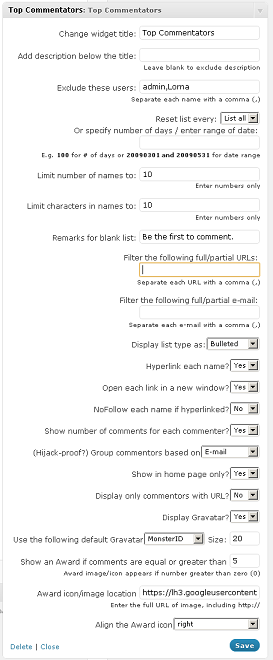 Top Commentators: Top Commentators
Change widget title: Top Commentators
Add description below the title:
Leave blank to exclude description
Exclude these users: admin,Lorna
Separate each name with a comma (,)
Reset list every: List all
Or specify number of days / enter range of date:
E.g. 100 for # of days or 20090301 and 20090531 for date range
Limit number of names to: 10
Enter numbers only
Limit characters in names to: 10
Enter numbers only
Remarks for blank list: Be the first to comment.
Filter the following full/partial URLs:
Separate each URL with a comma (,)
Filter the following full/partial e-mail:
Separate each e-mail with a comma (,)
Display list type as: Bulleted
Hyperlink each name? Yes
Open each link in a new window? Yes
NoFollow each name if hyperlinked? No
Show number of comments for each commenter? Yes
(Hijack-proof?) Group commentors based on E-mail
Show in home page only? Yes
Display only commentors with URL? No
Display Gravatar? Yes
Use the following default Gravatar MonsterID Size: 20
Show an Award if comments are equal or greater than 5
Award image/icon appears if number greater than zero (0)
Award icon/image location https://lh3.googleusercontent
Enter the full URL of image, including http://
Align the Award icon right
Delete | Close Save